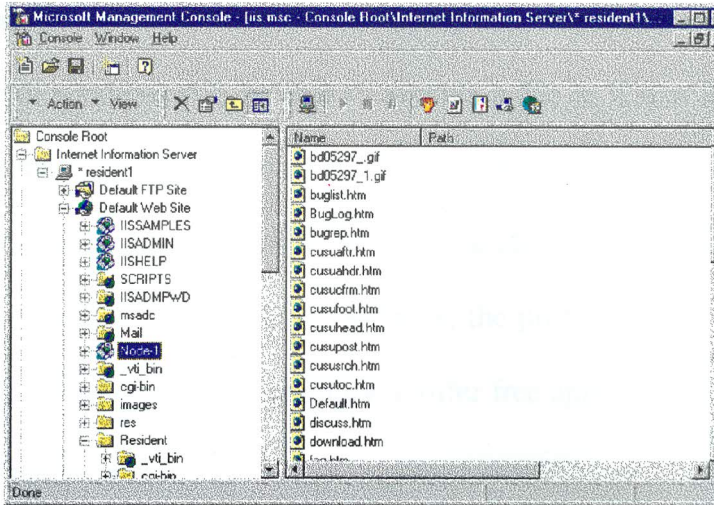 Microsoft Management Console - [iis.msc - Console Root\Internet Information Server\* resident1\...
Console Window Help
Action View
Console Root
Internet Information Server
* resident1
Default FTP Site
Default Web Site
IISSAMPLES
IISADMIN
IISHELP
SCRIPTS
IISADMPWD
msadc
Mail
Node-1
_vti_bin
cgi-bin
images
res
Resident
_vti_bin
cgi-bin
Name Path
bd05297_.gif
bd05297_1.gif
buglist.htm
BugLog.htm
bugrep.htm
cusuaftr.htm
cusuahdr.htm
cusucfrm.htm
cusufoot.htm
cusuhead.htm
cusupost.htm
cususrch.htm
cusutoc.htm
Default.htm
discuss.htm
download.htm
faq.htm
Done